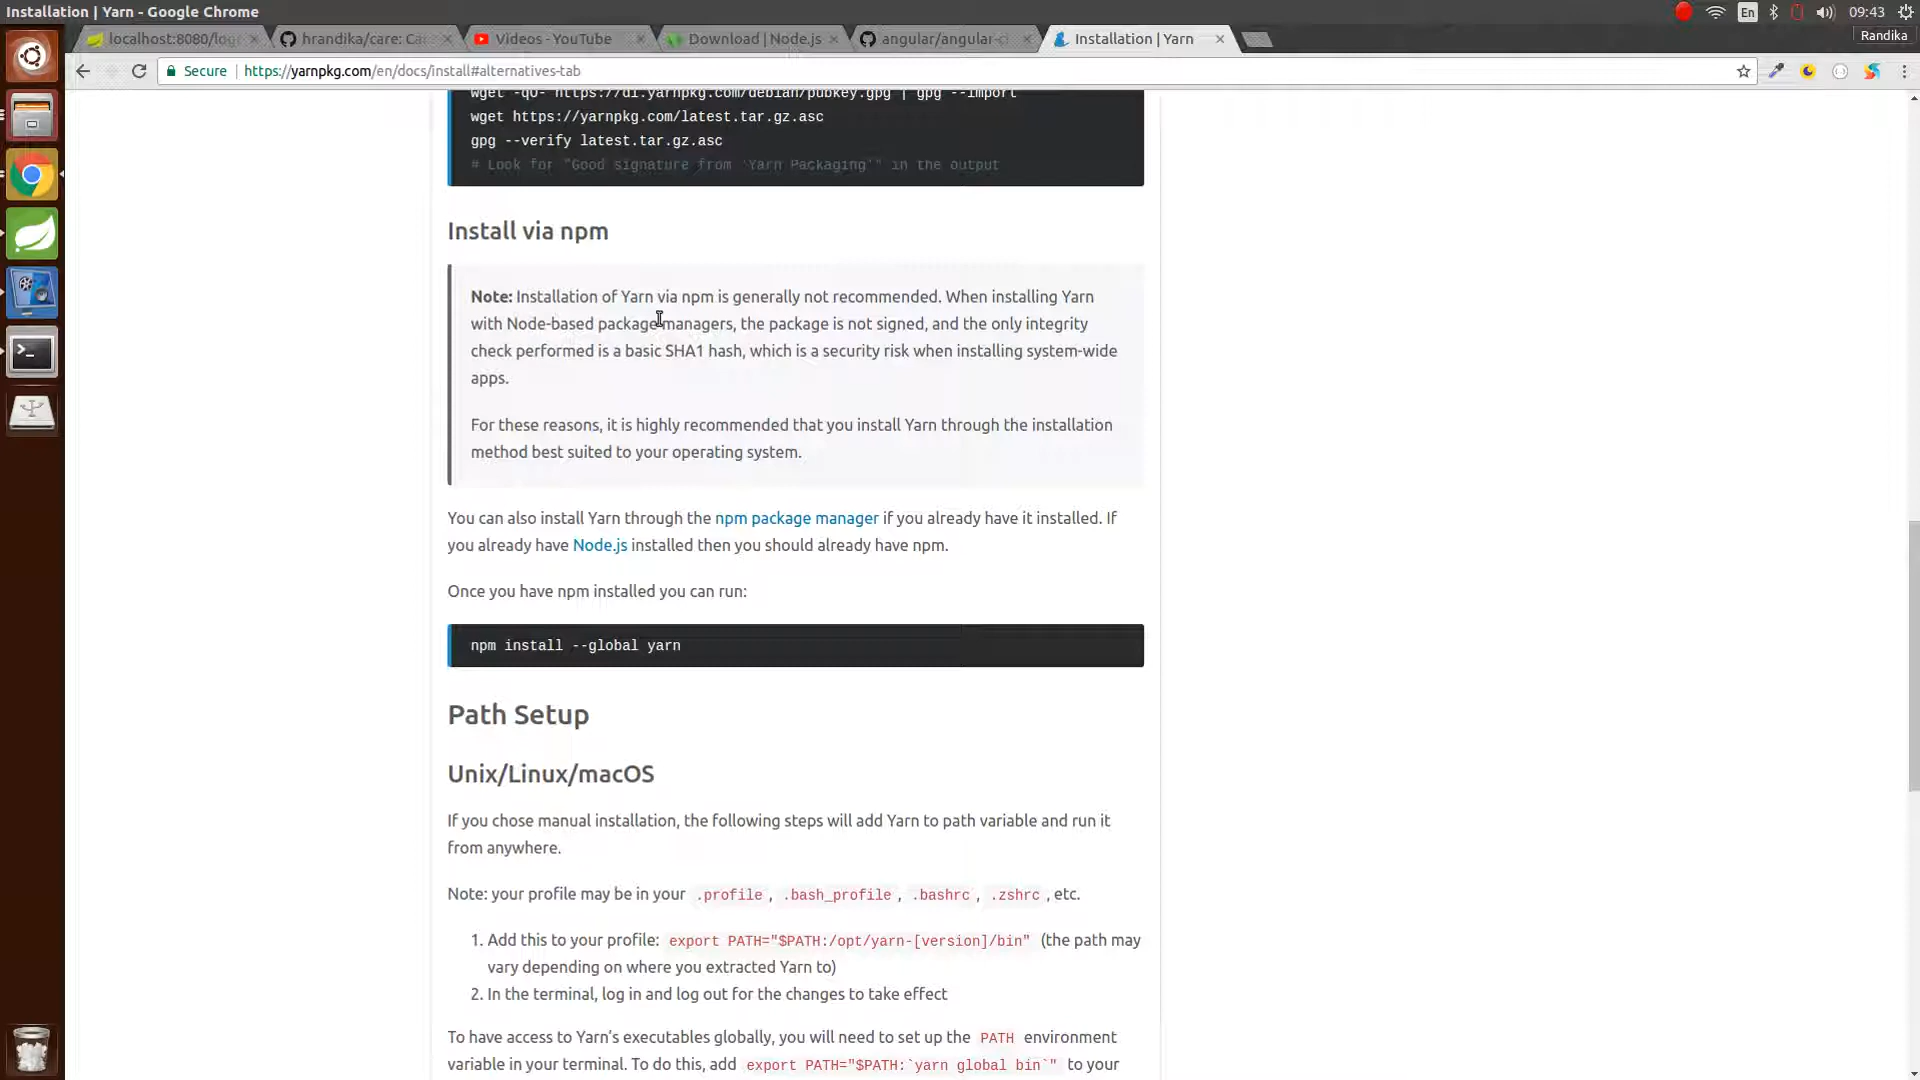 Installation | Yarn - Google Chrome
En
09:43
localhost:8080/log
hrandika/care: Ca
Videos - YouTube
Download | Node.js
angular/angular-c
Installation | Yarn
Randika
Secure
https://yarnpkg.com/en/docs/install#alternatives-tab
wget -qO- https://dl.yarnpkg.com/debian/pubkey.gpg | gpg --import
wget https://yarnpkg.com/latest.tar.gz.asc
gpg --verify latest.tar.gz.asc
# Look for "Good signature from 'Yarn Packaging'" in the output
Install via npm
Note: Installation of Yarn via npm is generally not recommended. When installing Yarn
with Node-based package managers, the package is not signed, and the only integrity
check performed is a basic SHA1 hash, which is a security risk when installing system-wide
apps.
For these reasons, it is highly recommended that you install Yarn through the installation
method best suited to your operating system.
You can also install Yarn through the npm package manager if you already have it installed. If
you already have Node.js installed then you should already have npm.
Once you have npm installed you can run:
npm install --global yarn
Path Setup
Unix/Linux/macOS
If you chose manual installation, the following steps will add Yarn to path variable and run it
from anywhere.
Note: your profile may be in your .profile, .bash_profile, .bashrc, .zshrc, etc.
1. Add this to your profile: export PATH="$PATH:/opt/yarn-[version]/bin" (the path may
vary depending on where you extracted Yarn to)
2. In the terminal, log in and log out for the changes to take effect
To have access to Yarn's executables globally, you will need to set up the PATH environment
variable in your terminal. To do this, add export PATH="$PATH:`yarn global bin`" to your